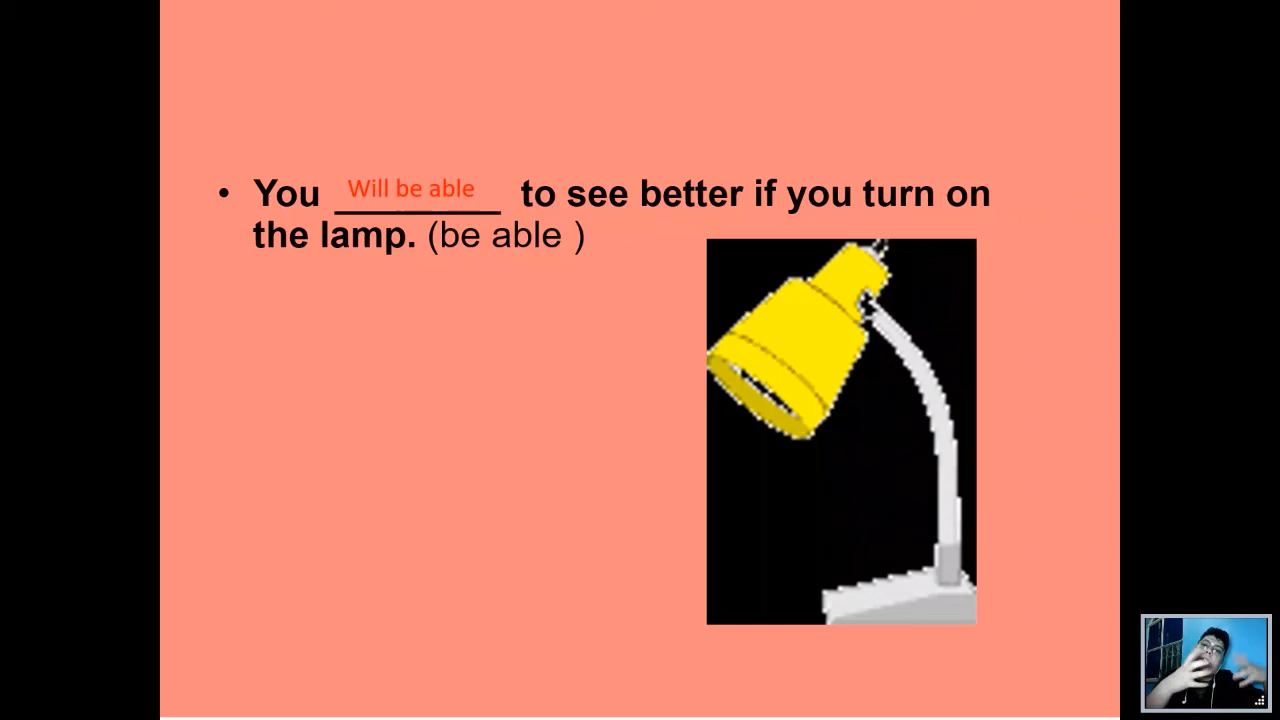 • You Will be able to see better if you turn on
the lamp. (be able )